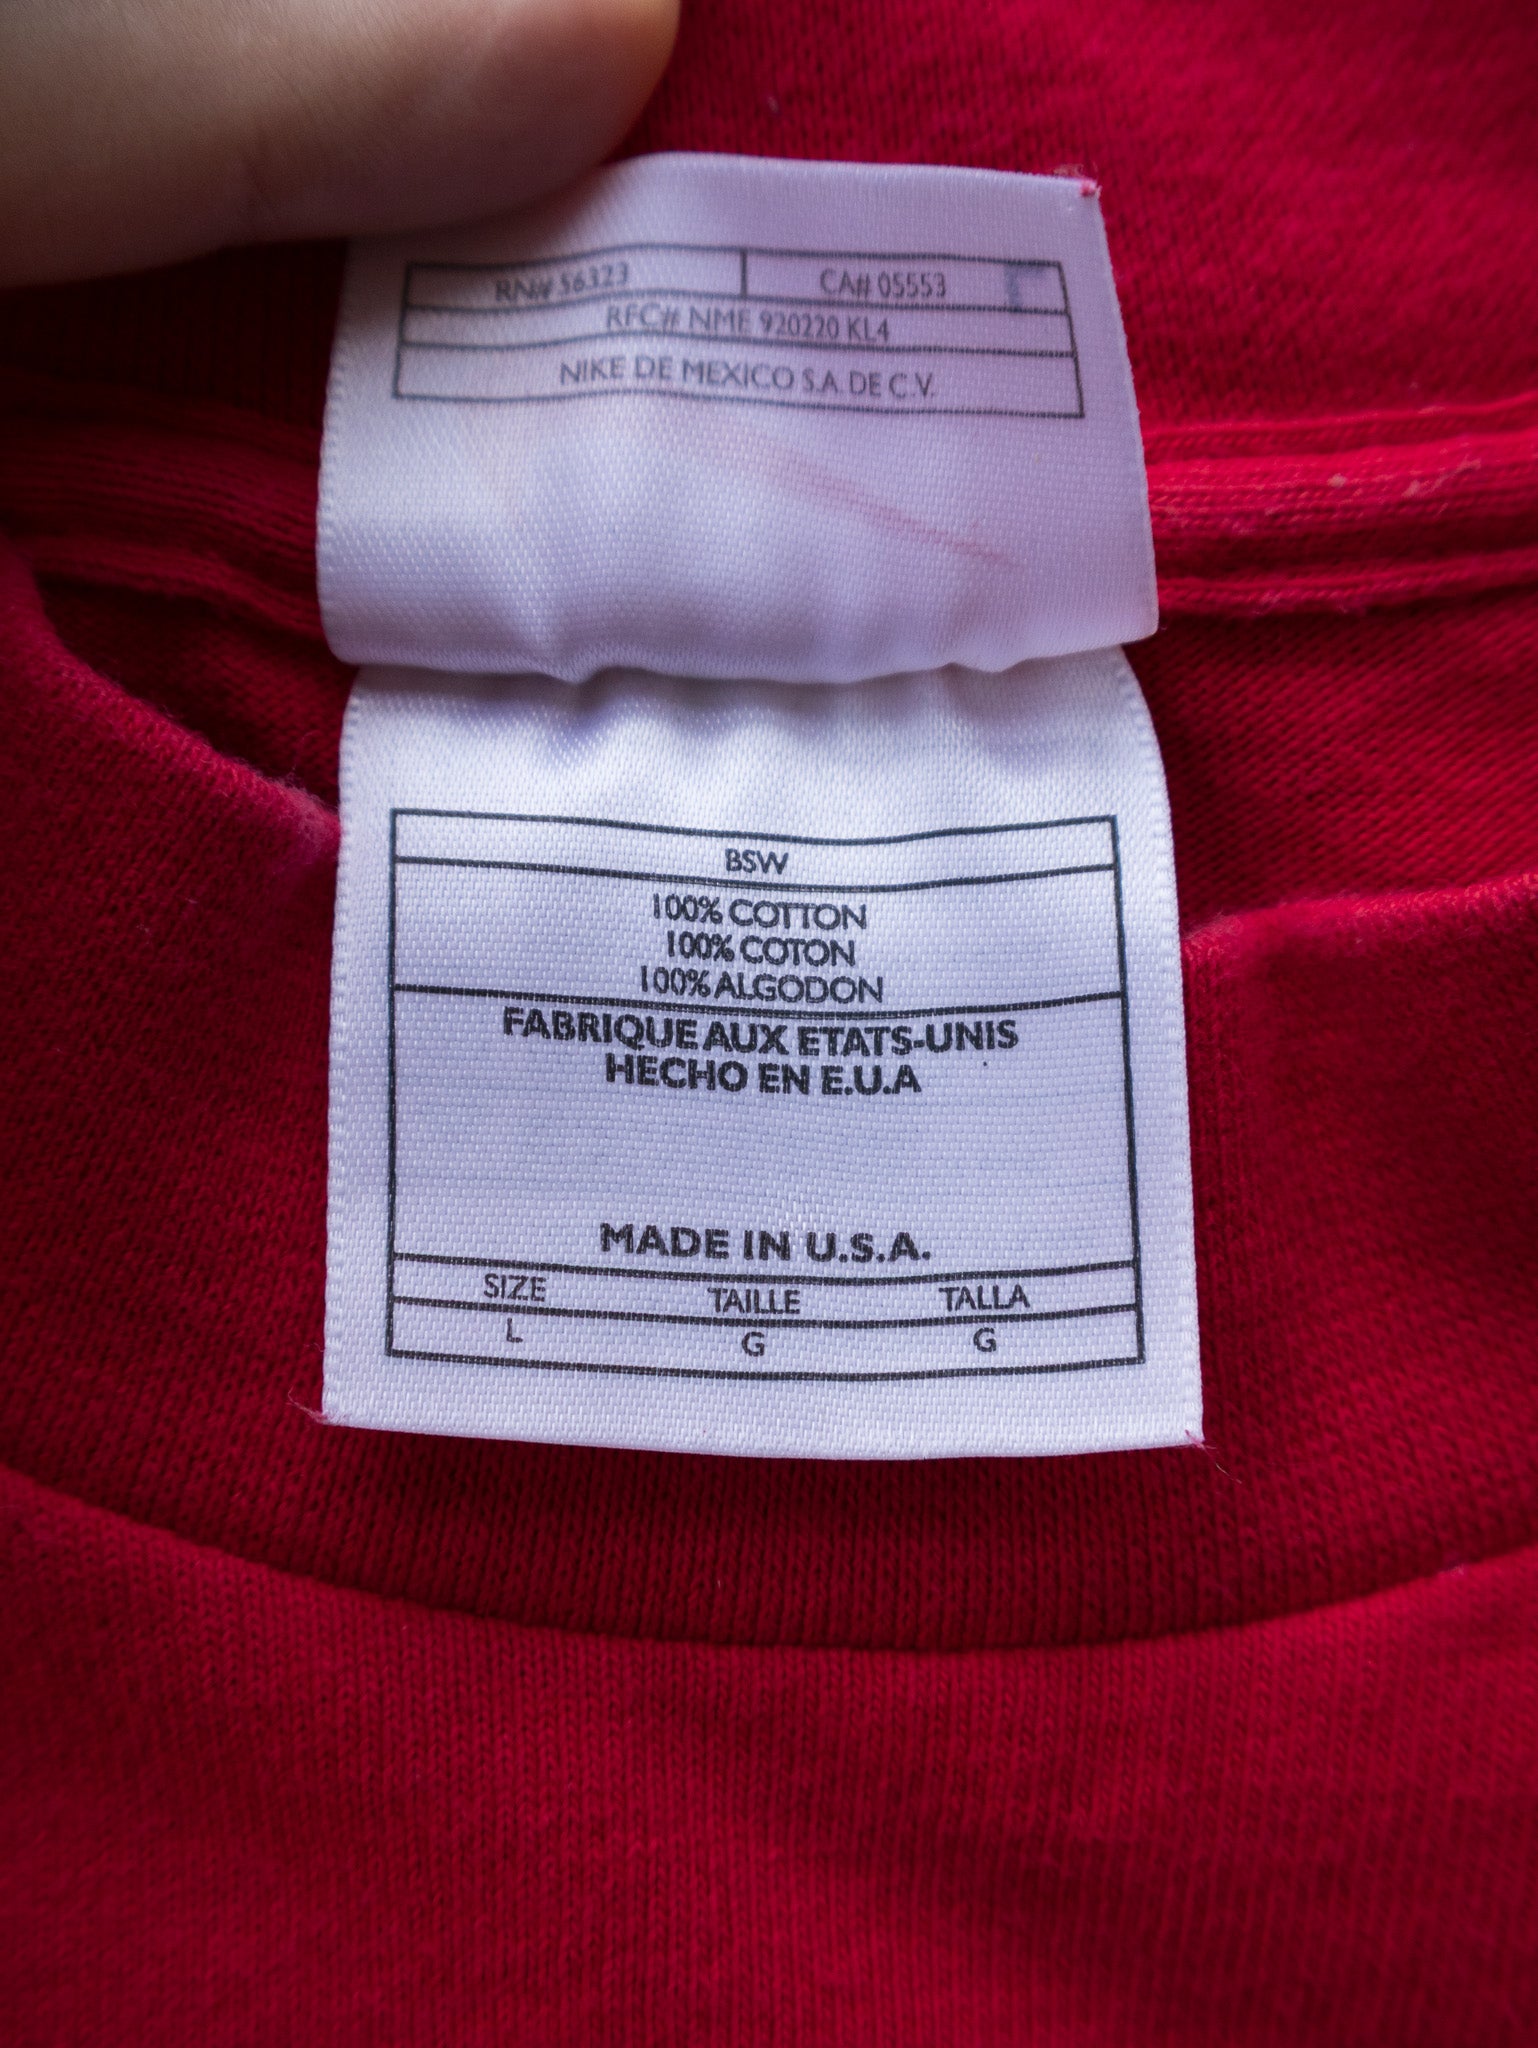 RN# 56323 CA# 05553
RFC# NME 920220 KL4
NIKE DE MEXICO S.A. DE C.V.
BSW
100% COTTON
100% COTON
100% ALGODON
FABRIQUE AUX ETATS-UNIS
HECHO EN E.U.A
MADE IN U.S.A.
SIZE TAILLE TALLA
L G G